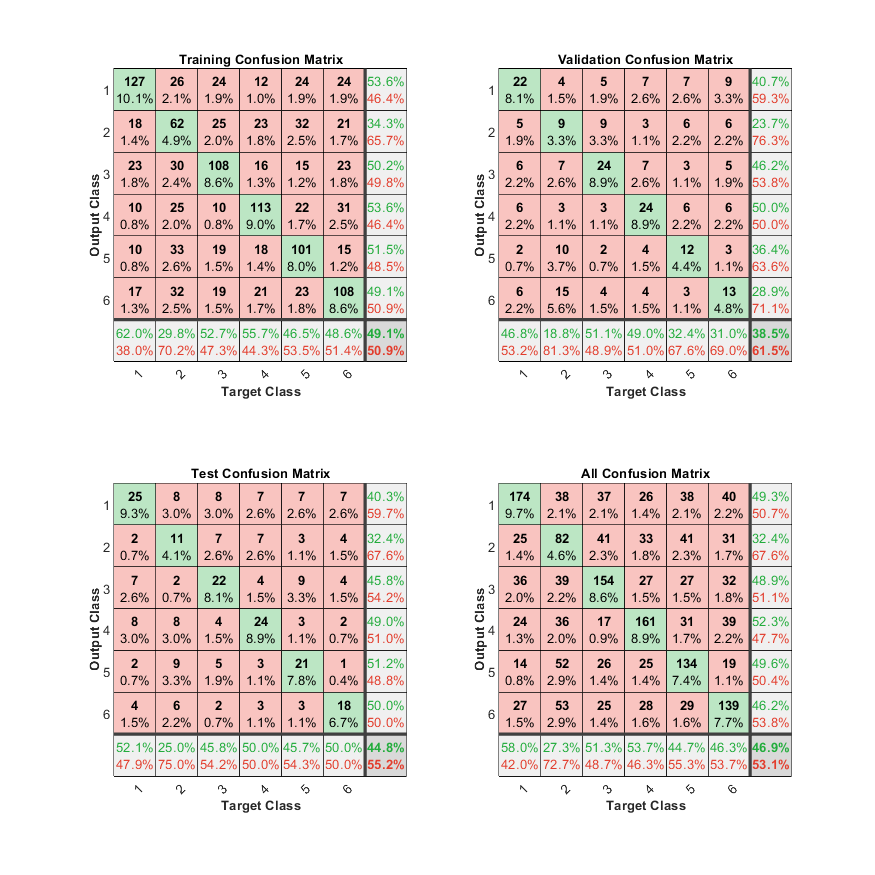 Training Confusion Matrix
1 127 26 24 12 24 24 53.6%
10.1% 2.1% 1.9% 1.0% 1.9% 1.9% 46.4%
2 18 62 25 23 32 21 34.3%
1.4% 4.9% 2.0% 1.8% 2.5% 1.7% 65.7%
3 23 30 108 16 15 23 50.2%
1.8% 2.4% 8.6% 1.3% 1.2% 1.8% 49.8%
4 10 25 10 113 22 31 53.6%
0.8% 2.0% 0.8% 9.0% 1.7% 2.5% 46.4%
5 10 33 19 18 101 15 51.5%
0.8% 2.6% 1.5% 1.4% 8.0% 1.2% 48.5%
6 17 32 19 21 23 108 49.1%
1.3% 2.5% 1.5% 1.7% 1.8% 8.6% 50.9%
62.0% 29.8% 52.7% 55.7% 46.5% 48.6% 49.1%
38.0% 70.2% 47.3% 44.3% 53.5% 51.4% 50.9%
1 2 3 4 5 6
Target Class
Output Class
Validation Confusion Matrix
1 22 4 5 7 7 9 40.7%
8.1% 1.5% 1.9% 2.6% 2.6% 3.3% 59.3%
2 5 9 9 3 6 6 23.7%
1.9% 3.3% 3.3% 1.1% 2.2% 2.2% 76.3%
3 6 7 24 7 3 5 46.2%
2.2% 2.6% 8.9% 2.6% 1.1% 1.9% 53.8%
4 6 3 3 24 6 6 50.0%
2.2% 1.1% 1.1% 8.9% 2.2% 2.2% 50.0%
5 2 10 2 4 12 3 36.4%
0.7% 3.7% 0.7% 1.5% 4.4% 1.1% 63.6%
6 6 15 4 4 3 13 28.9%
2.2% 5.6% 1.5% 1.5% 1.1% 4.8% 71.1%
46.8% 18.8% 51.1% 49.0% 32.4% 31.0% 38.5%
53.2% 81.3% 48.9% 51.0% 67.6% 69.0% 61.5%
1 2 3 4 5 6
Target Class
Output Class
Test Confusion Matrix
1 25 8 8 7 7 7 40.3%
9.3% 3.0% 3.0% 2.6% 2.6% 2.6% 59.7%
2 2 11 7 7 3 4 32.4%
0.7% 4.1% 2.6% 2.6% 1.1% 1.5% 67.6%
3 7 2 22 4 9 4 45.8%
2.6% 0.7% 8.1% 1.5% 3.3% 1.5% 54.2%
4 8 8 4 24 3 2 49.0%
3.0% 3.0% 1.5% 8.9% 1.1% 0.7% 51.0%
5 2 9 5 3 21 1 51.2%
0.7% 3.3% 1.9% 1.1% 7.8% 0.4% 48.8%
6 4 6 2 3 3 18 50.0%
1.5% 2.2% 0.7% 1.1% 1.1% 6.7% 50.0%
52.1% 25.0% 45.8% 50.0% 45.7% 50.0% 44.8%
47.9% 75.0% 54.2% 50.0% 54.3% 50.0% 55.2%
1 2 3 4 5 6
Target Class
Output Class
All Confusion Matrix
1 174 38 37 26 38 40 49.3%
9.7% 2.1% 2.1% 1.4% 2.1% 2.2% 50.7%
2 25 82 41 33 41 31 32.4%
1.4% 4.6% 2.3% 1.8% 2.3% 1.7% 67.6%
3 36 39 154 27 27 32 48.9%
2.0% 2.2% 8.6% 1.5% 1.5% 1.8% 51.1%
4 24 36 17 161 31 39 52.3%
1.3% 2.0% 0.9% 8.9% 1.7% 2.2% 47.7%
5 14 52 26 25 134 19 49.6%
0.8% 2.9% 1.4% 1.4% 7.4% 1.1% 50.4%
6 27 53 25 28 29 139 46.2%
1.5% 2.9% 1.4% 1.6% 1.6% 7.7% 53.8%
58.0% 27.3% 51.3% 53.7% 44.7% 46.3% 46.9%
42.0% 72.7% 48.7% 46.3% 55.3% 53.7% 53.1%
1 2 3 4 5 6
Target Class
Output Class